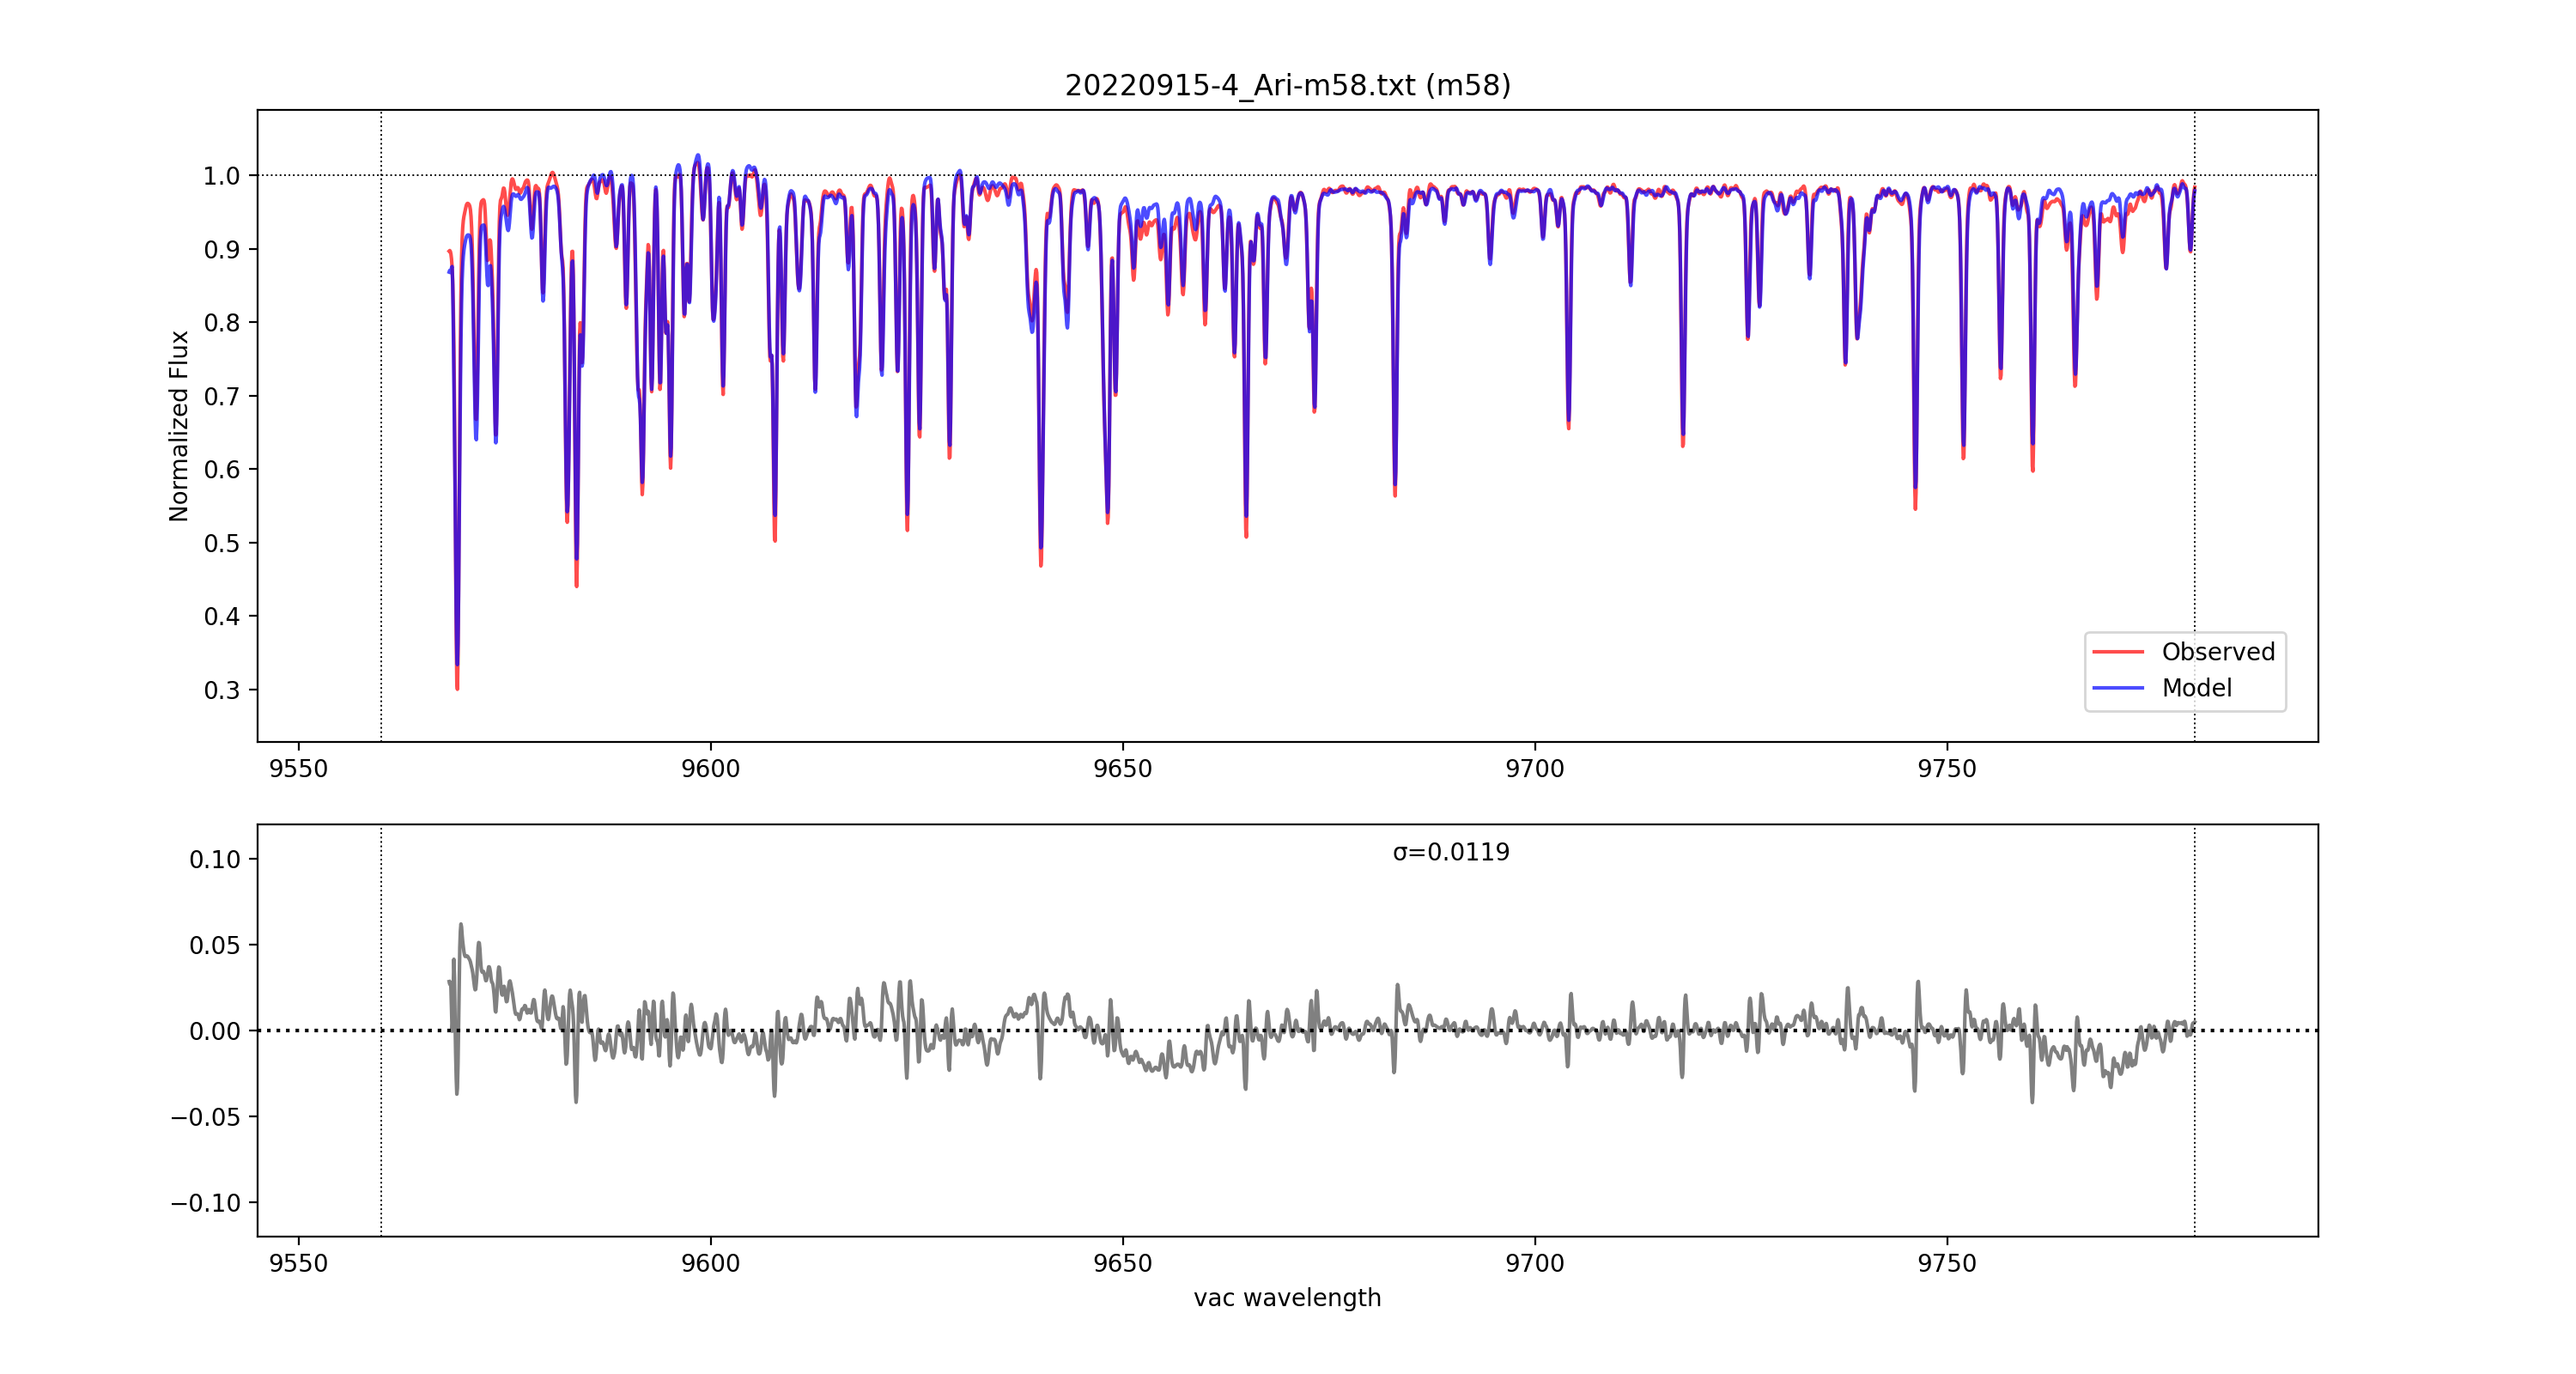 20220915-4_Ari-m58.txt (m58)
Normalized Flux
1.0
0.9
0.8
0.7
0.6
0.5
0.4
0.3
Observed
Model
9550 9600 9650 9700 9750
σ=0.0119
0.10
0.05
0.00
−0.05
−0.10
9550 9600 9650 9700 9750
vac wavelength